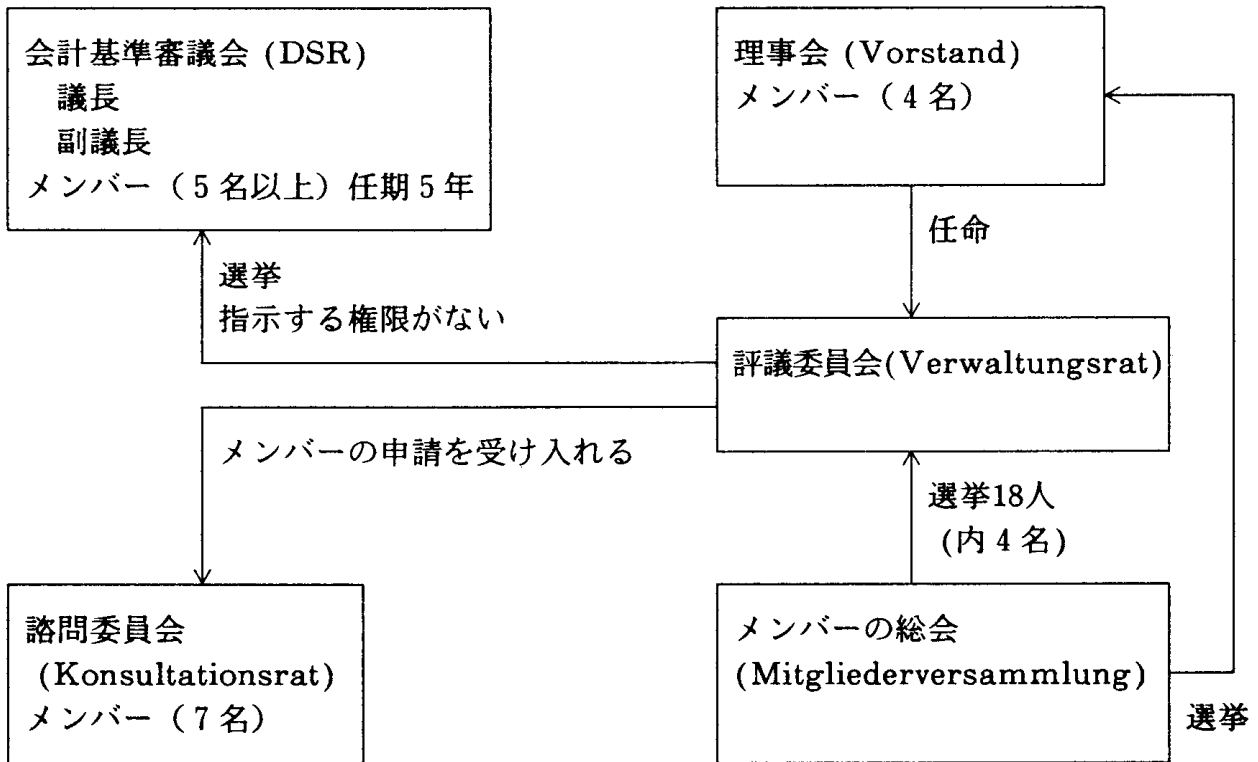 会計基準審議会 (DSR)
議長
副議長
メンバー（5名以上）任期5年
理事会 (Vorstand)
メンバー（4名）
任命
選挙
指示する権限がない
評議委員会(Verwaltungsrat)
メンバーの申請を受け入れる
選挙18人
(内4名)
諮問委員会
(Konsultationsrat)
メンバー（7名）
メンバーの総会
(Mitgliederversammlung)
選挙